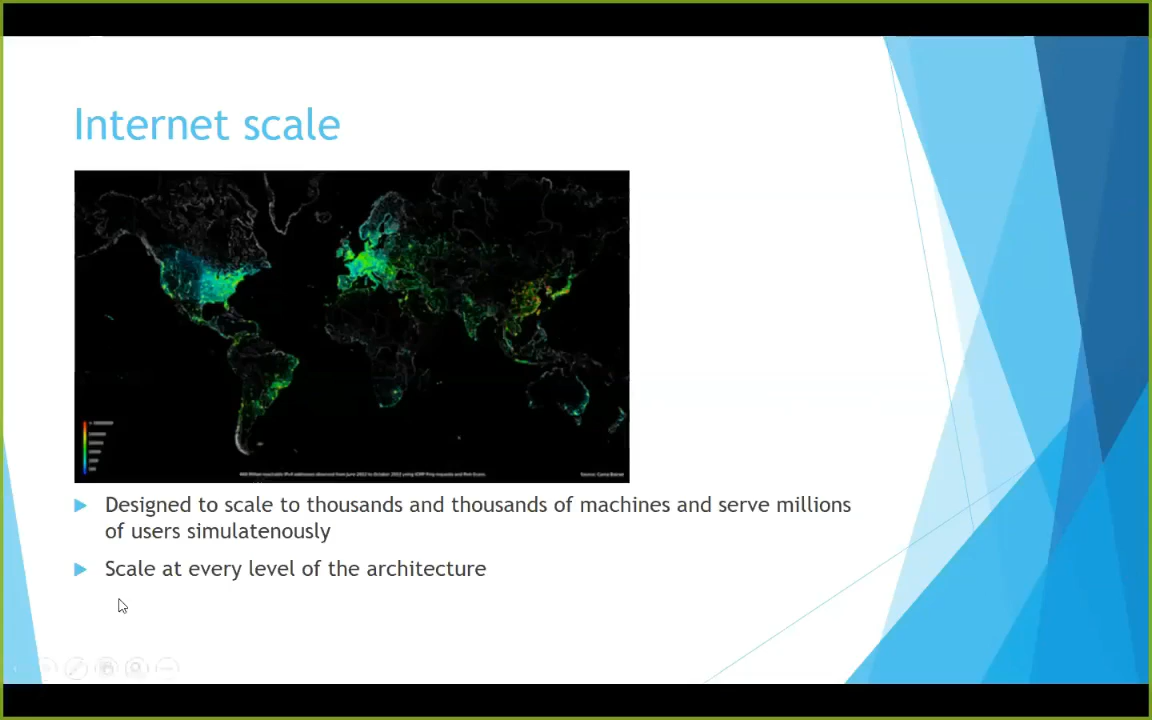 Internet scale
Designed to scale to thousands and thousands of machines and serve millions
of users simulatenously
Scale at every level of the architecture